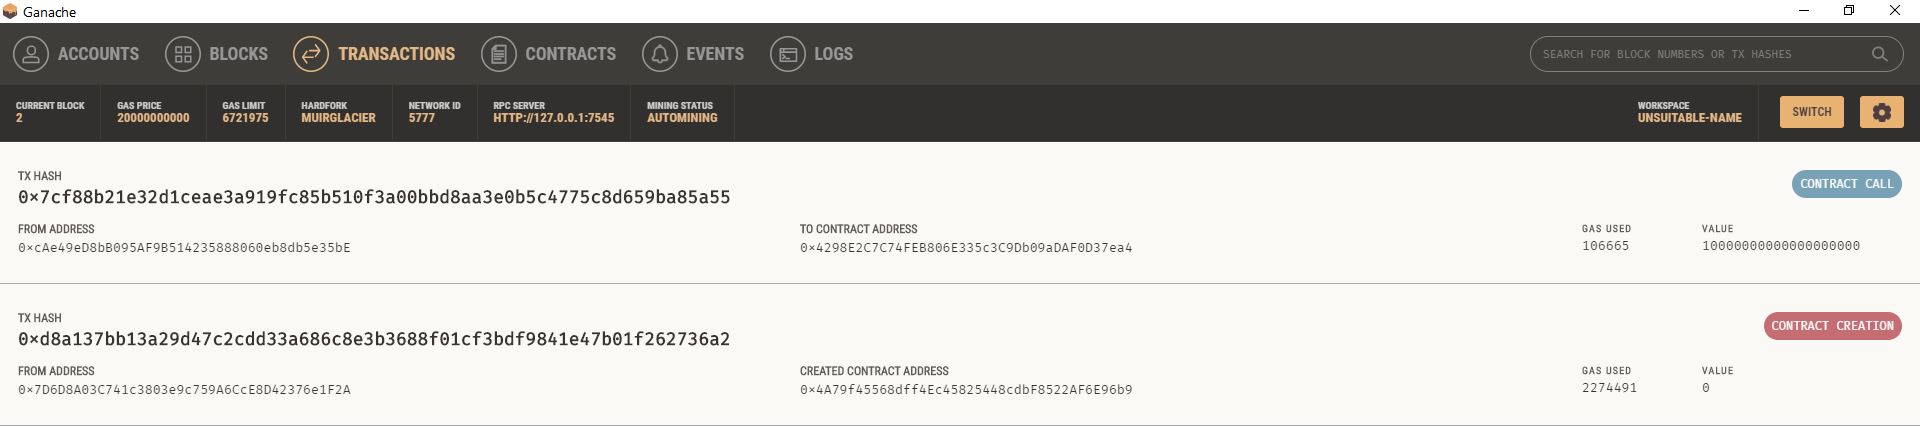 Ganache
ACCOUNTS BLOCKS TRANSACTIONS CONTRACTS EVENTS LOGS SEARCH FOR BLOCK NUMBERS OR TX HASHES
CURRENT BLOCK GAS PRICE GAS LIMIT HARDFORK NETWORK ID RPC SERVER MINING STATUS WORKSPACE
2 20000000000 6721975 MUIRGLACIER 5777 HTTP://127.0.0.1:7545 AUTOMINING UNSUITABLE-NAME SWITCH
TX HASH
0×7cf88b21e32d1ceae3a919fc85b510f3a00bbd8aa3e0b5c4775c8d659ba85a55 CONTRACT CALL
FROM ADDRESS TO CONTRACT ADDRESS GAS USED VALUE
0×cAe49eD8bB095AF9B514235888060eb8db5e35bE 0×4298E2C7C74FEB806E335c3C9Db09aDAF0D37ea4 106665 10000000000000000000
TX HASH
0×d8a137bb13a29d47c2cdd33a686c8e3b3688f01cf3bdf9841e47b01f262736a2 CONTRACT CREATION
FROM ADDRESS CREATED CONTRACT ADDRESS GAS USED VALUE
0×7D6D8A03C741c3803e9c759A6CcE8D42376e1F2A 0×4A79f45568dff4Ec45825448cdbF8522AF6E96b9 2274491 0